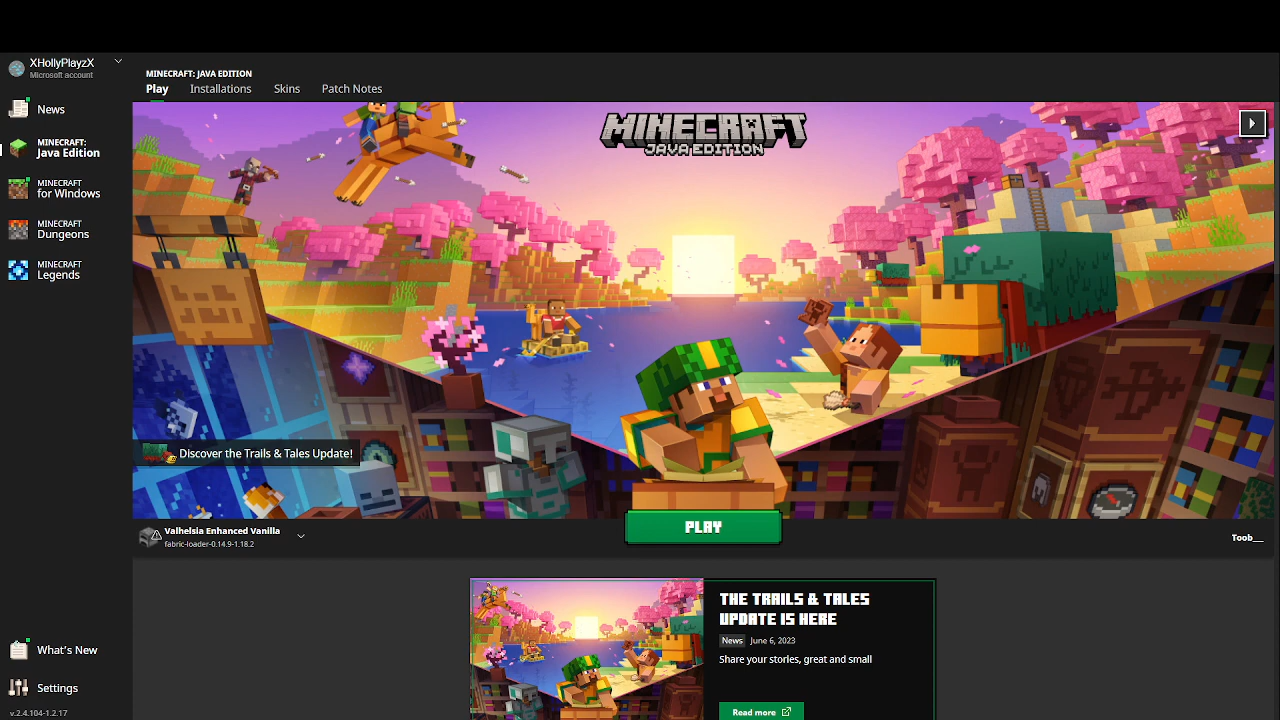 XHollyPlayzX
Microsoft account
News
MINECRAFT:
Java Edition
MINECRAFT
for Windows
MINECRAFT
Dungeons
MINECRAFT
Legends
What's New
Settings
v.2.4.104-1.2.17
MINECRAFT: JAVA EDITION
Play Installations Skins Patch Notes
MINECRAFT
JAVA EDITION
Discover the Trails & Tales Update!
Valhelsia Enhanced Vanilla
fabric-loader-0.14.9-1.18.2
PLAY
Toob__
THE TRAILS & TALES
UPDATE IS HERE
News June 6, 2023
Share your stories, great and small
Read more